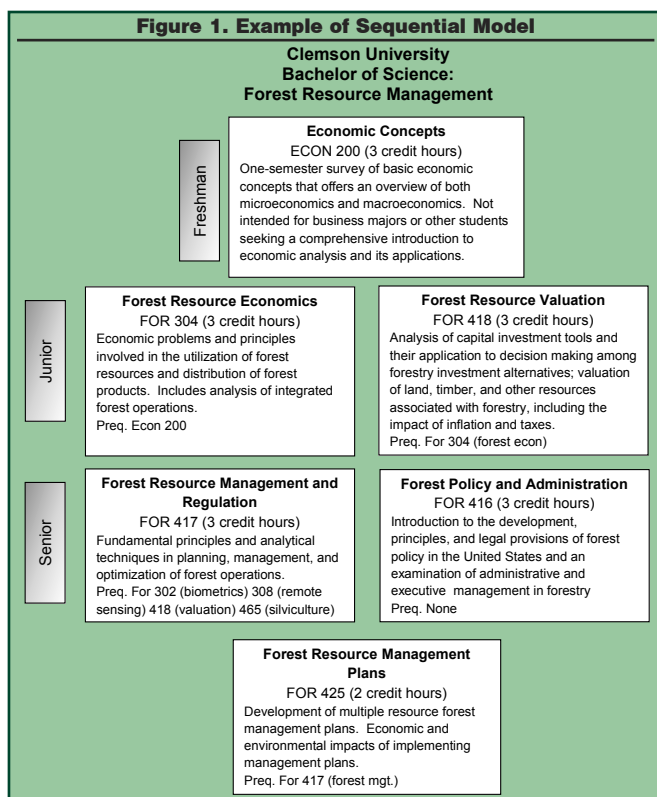 Figure 1. Example of Sequential Model
Clemson University
Bachelor of Science:
Forest Resource Management
Freshman
Economic Concepts
ECON 200 (3 credit hours)
One-semester survey of basic economic
concepts that offers an overview of both
microeconomics and macroeconomics. Not
intended for business majors or other students
seeking a comprehensive introduction to
economic analysis and its applications.
Junior
Forest Resource Economics
FOR 304 (3 credit hours)
Economic problems and principles
involved in the utilization of forest
resources and distribution of forest
products. Includes analysis of integrated
forest operations.
Preq. Econ 200
Forest Resource Valuation
FOR 418 (3 credit hours)
Analysis of capital investment tools and
their application to decision making among
forestry investment alternatives; valuation
of land, timber, and other resources
associated with forestry, including the
impact of inflation and taxes.
Preq. For 304 (forest econ)
Senior
Forest Resource Management and
Regulation
FOR 417 (3 credit hours)
Fundamental principles and analytical
techniques in planning, management, and
optimization of forest operations.
Preq. For 302 (biometrics) 308 (remote
sensing) 418 (valuation) 465 (silviculture)
Forest Policy and Administration
FOR 416 (3 credit hours)
Introduction to the development,
principles, and legal provisions of forest
policy in the United States and an
examination of administrative and
executive management in forestry
Preq. None
Forest Resource Management
Plans
FOR 425 (2 credit hours)
Development of multiple resource forest
management plans. Economic and
environmental impacts of implementing
management plans.
Preq. For 417 (forest mgt.)